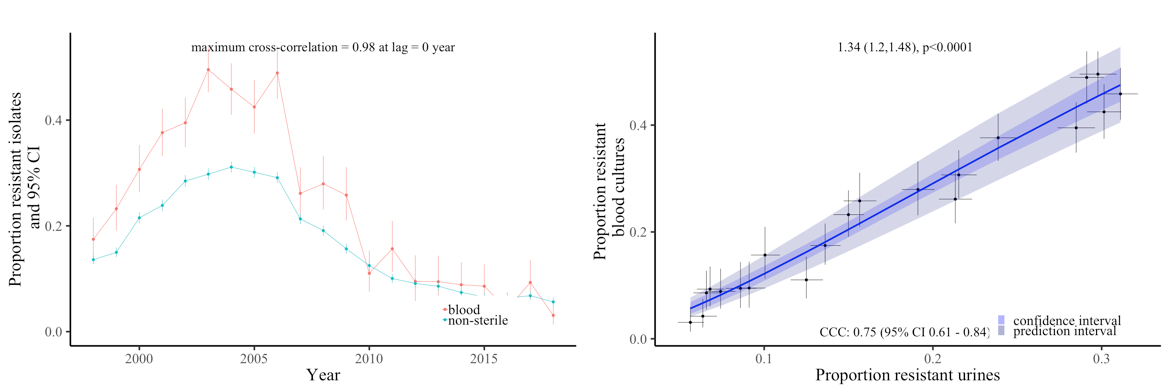 maximum cross-correlation = 0.98 at lag = 0 year
Proportion resistant isolates
and 95% CI
0.4
0.2
0.0
blood
non-sterile
2000 2005 2010 2015
Year
1.34 (1.2,1.48), p<0.0001
Proportion resistant
blood cultures
0.4
0.2
0.0
CCC: 0.75 (95% CI 0.61 - 0.84)
confidence interval
prediction interval
0.1 0.2 0.3
Proportion resistant urines